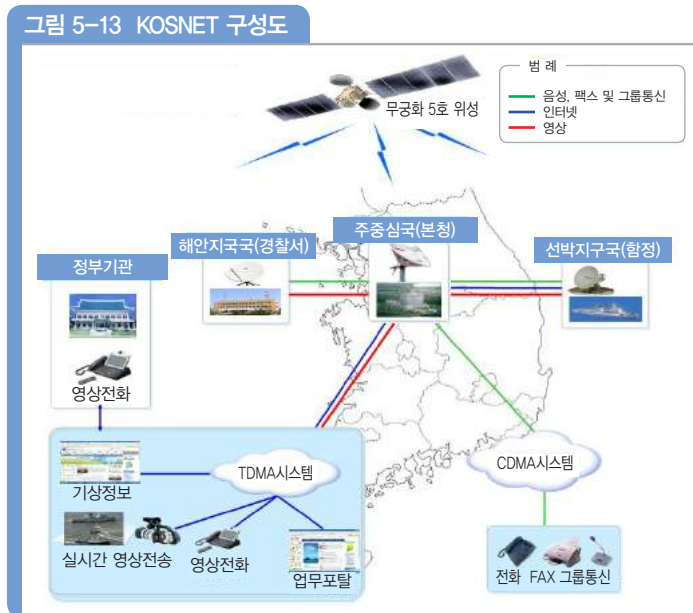 그림 5-13 KOSNET 구성도
무궁화 5호 위성
범 례
음성, 팩스 및 그룹통신
인터넷
영상
주중심국(본청)
해안지국국(경찰서)
선박지구국(함정)
정부기관
영상전화
TDMA시스템
CDMA시스템
기상정보
실시간 영상전송
영상전화
업무포탈
전화 FAX 그룹통신